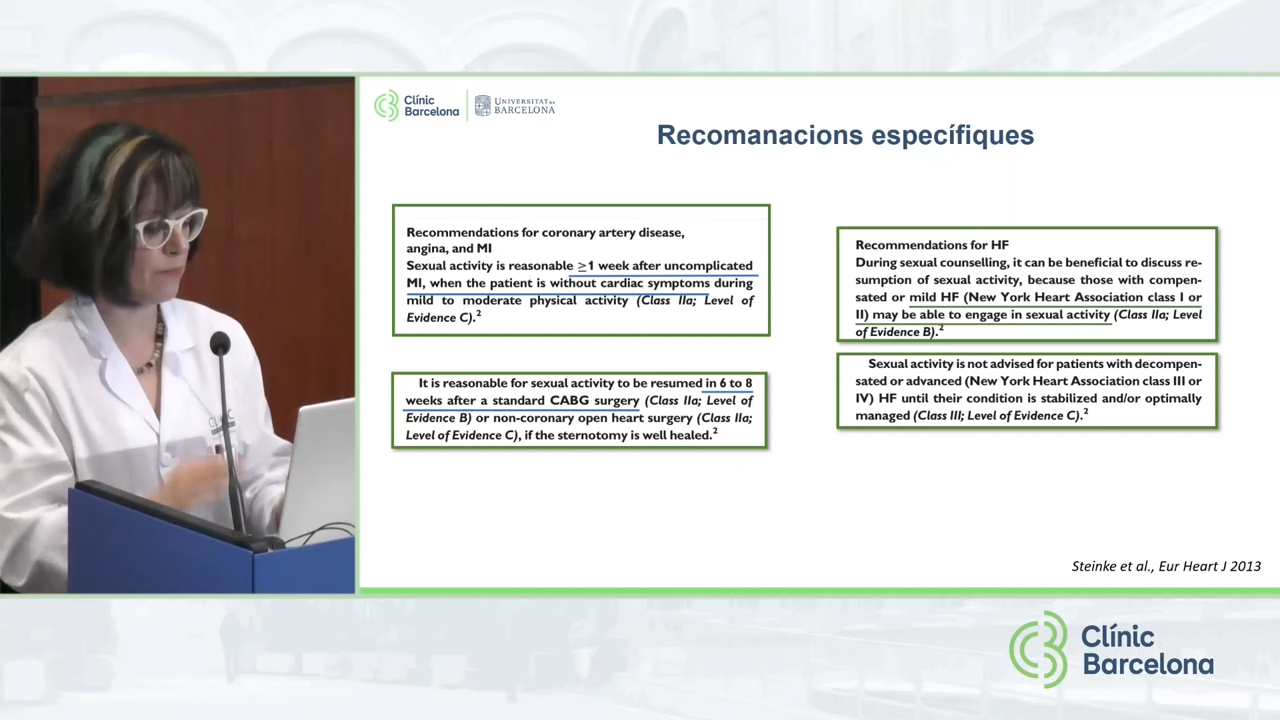 Clínic
Barcelona
UNIVERSITAT DE
BARCELONA
Recomanacions específiques
Recommendations for coronary artery disease,
angina, and MI
Sexual activity is reasonable ≥1 week after uncomplicated
MI, when the patient is without cardiac symptoms during
mild to moderate physical activity (Class IIa; Level of
Evidence C).2
It is reasonable for sexual activity to be resumed in 6 to 8
weeks after a standard CABG surgery (Class IIa; Level of
Evidence B) or non-coronary open heart surgery (Class IIa;
Level of Evidence C), if the sternotomy is well healed.2
Recommendations for HF
During sexual counselling, it can be beneficial to discuss re-
sumption of sexual activity, because those with compen-
sated or mild HF (New York Heart Association class I or
II) may be able to engage in sexual activity (Class IIa; Level
of Evidence B).2
Sexual activity is not advised for patients with decompen-
sated or advanced (New York Heart Association class III or
IV) HF until their condition is stabilized and/or optimally
managed (Class III; Level of Evidence C).2
Steinke et al., Eur Heart J 2013
Clínic
Barcelona